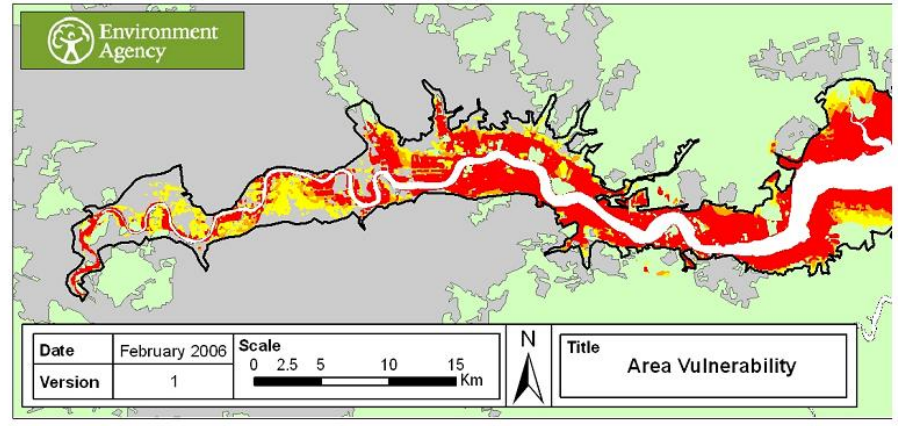 Environment
Agency
Date
February 2006
Version
1
Scale
0 2.5 5 10 15
Km
N
Title
Area Vulnerability